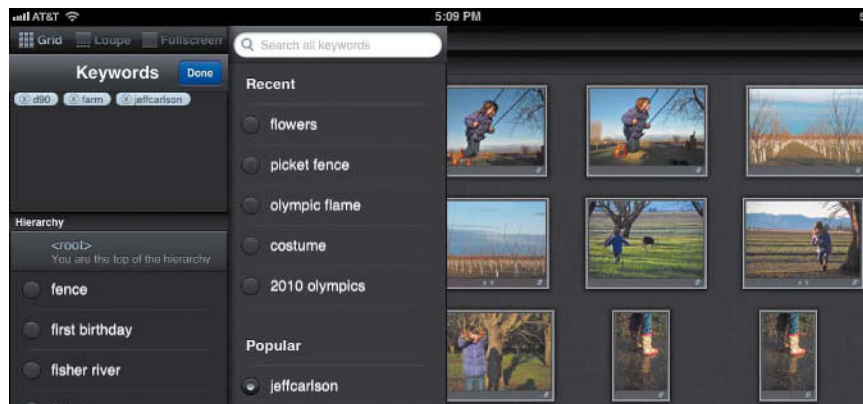 AT&T
5:09 PM
Grid Loupe Fullscreen
Keywords Done
d90 farm jeffcarlson
Hierarchy
<root>
You are the top of the hierarchy
fence
first birthday
fisher river
Search all keywords
Recent
flowers
picket fence
olympic flame
costume
2010 olympics
Popular
jeffcarlson